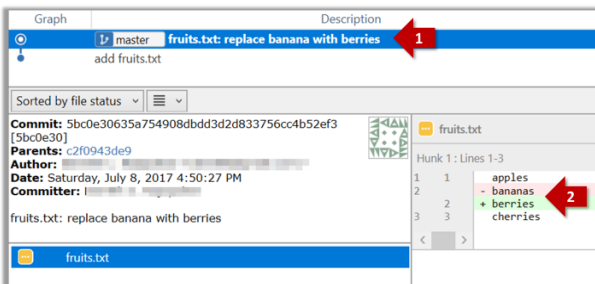 Graph Description
master fruits.txt: replace banana with berries 1
add fruits.txt
Sorted by file status
Commit: 5bc0e30635a754908dbdd3d2d833756cc4b52ef3
[5bc0e30]
Parents: c2f0943de9
Author:
Date: Saturday, July 8, 2017 4:50:27 PM
Committer:
fruits.txt: replace banana with berries
fruits.txt
fruits.txt
Hunk 1 : Lines 1-3
1 1 apples
2 - bananas
2 + berries 2
3 3 cherries